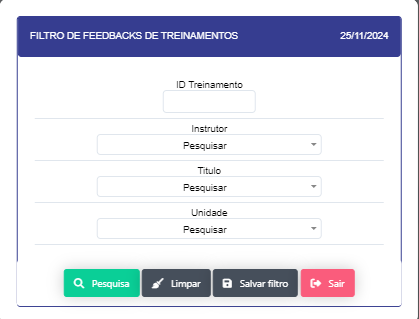 FILTRO DE FEEDBACKS DE TREINAMENTOS 25/11/2024
ID Treinamento
Instrutor
Pesquisar
Titulo
Pesquisar
Unidade
Pesquisar
Pesquisa Limpar Salvar filtro Sair